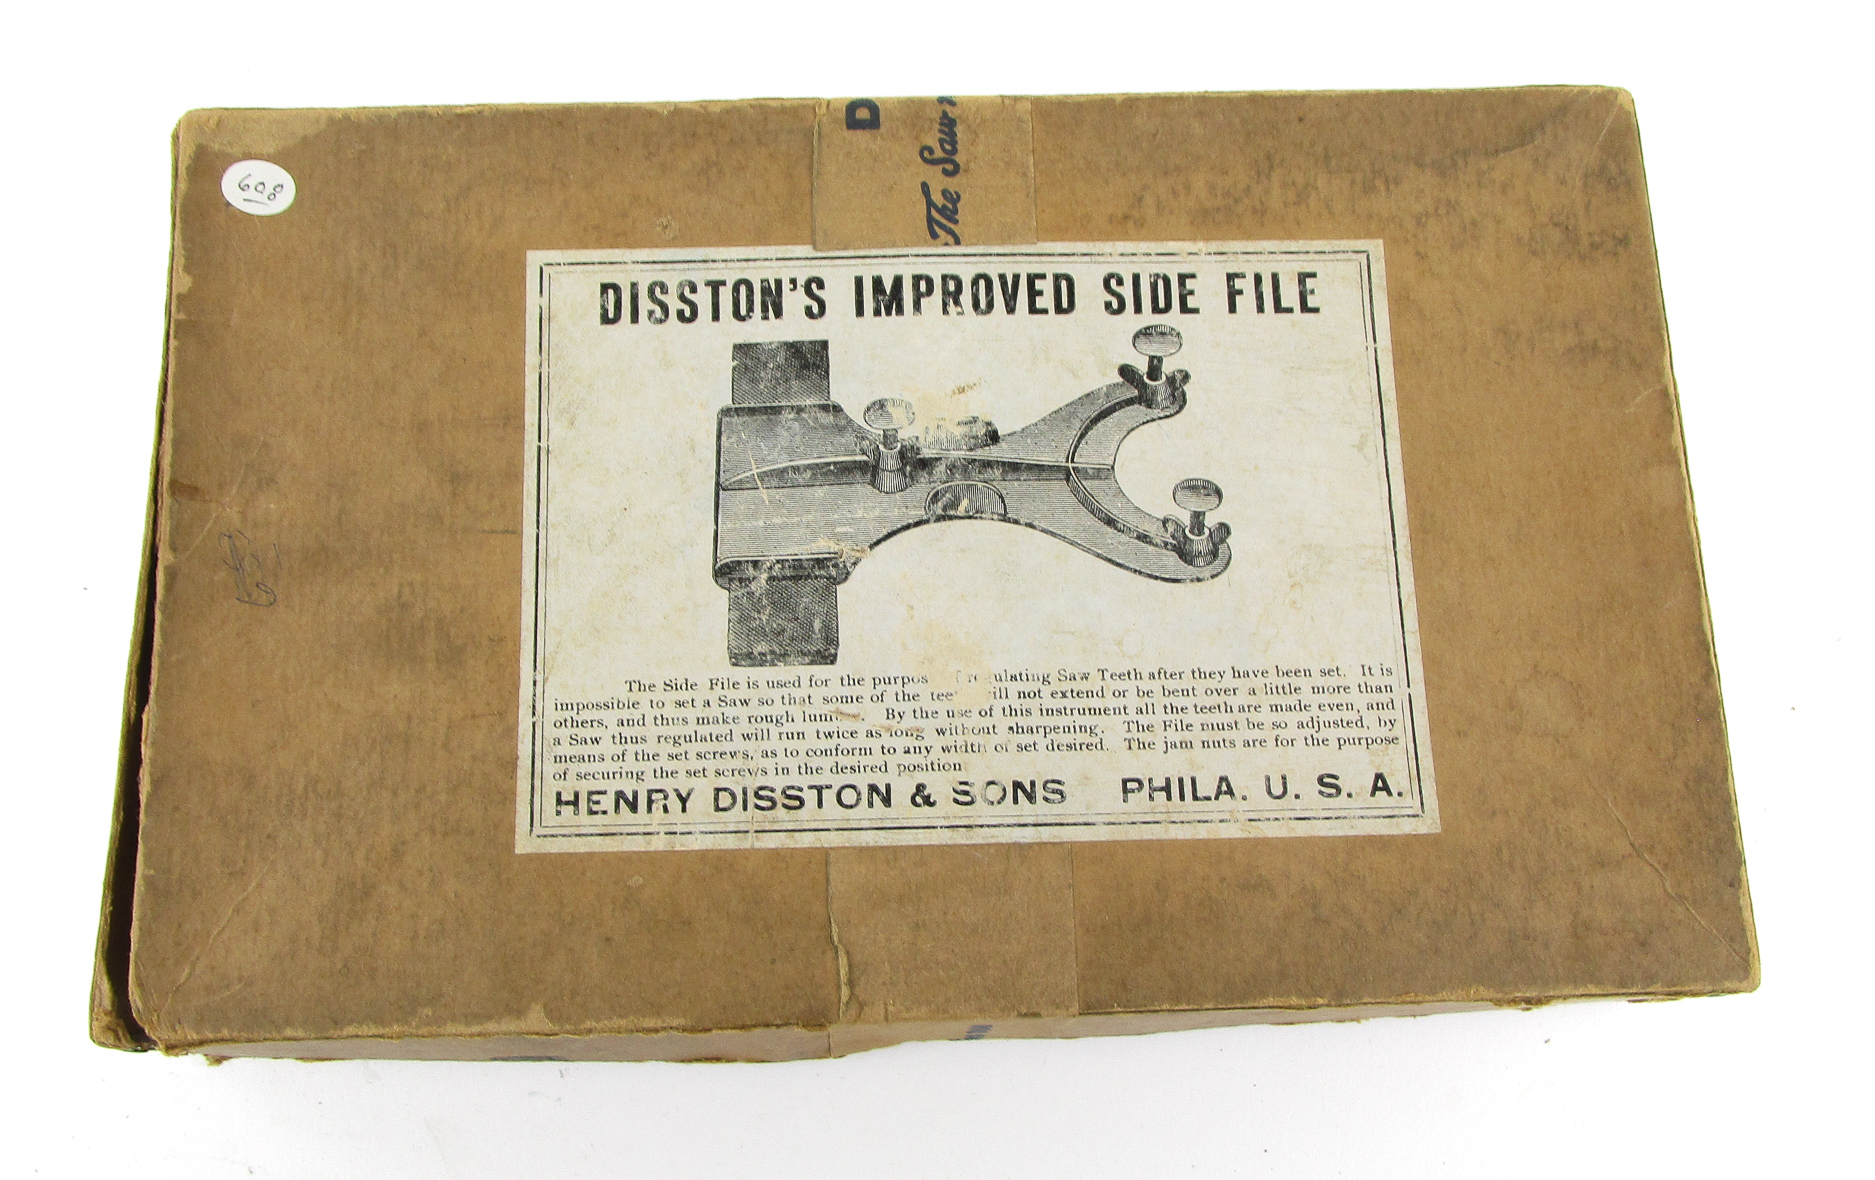 D
The Saw
608
DISSTON'S IMPROVED SIDE FILE
The Side File is used for the purpos ulating Saw Teeth after they have been set. It is
impossible to set a Saw so that some of the tee ill not extend or be bent over a little more than
others, and thus make rough lum. By the use of this instrument all the teeth are made even, and
a Saw thus regulated will run twice as long without sharpening. The File must be so adjusted, by
means of the set screws, as to conform to any width of set desired. The jam nuts are for the purpose
of securing the set screws in the desired position
HENRY DISSTON & SONS PHILA. U. S. A.